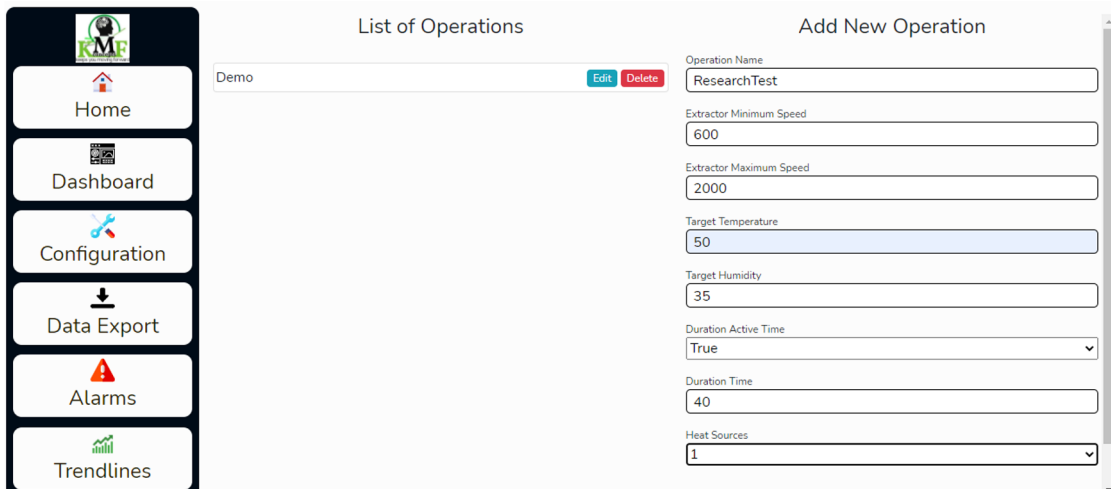 KMF
Home
Dashboard
Configuration
Data Export
Alarms
Trendlines
List of Operations
Demo
Edit
Delete
Add New Operation
Operation Name
ResearchTest
Extractor Minimum Speed
600
Extractor Maximum Speed
2000
Target Temperature
50
Target Humidity
35
Duration Active Time
True
Duration Time
40
Heat Sources
1